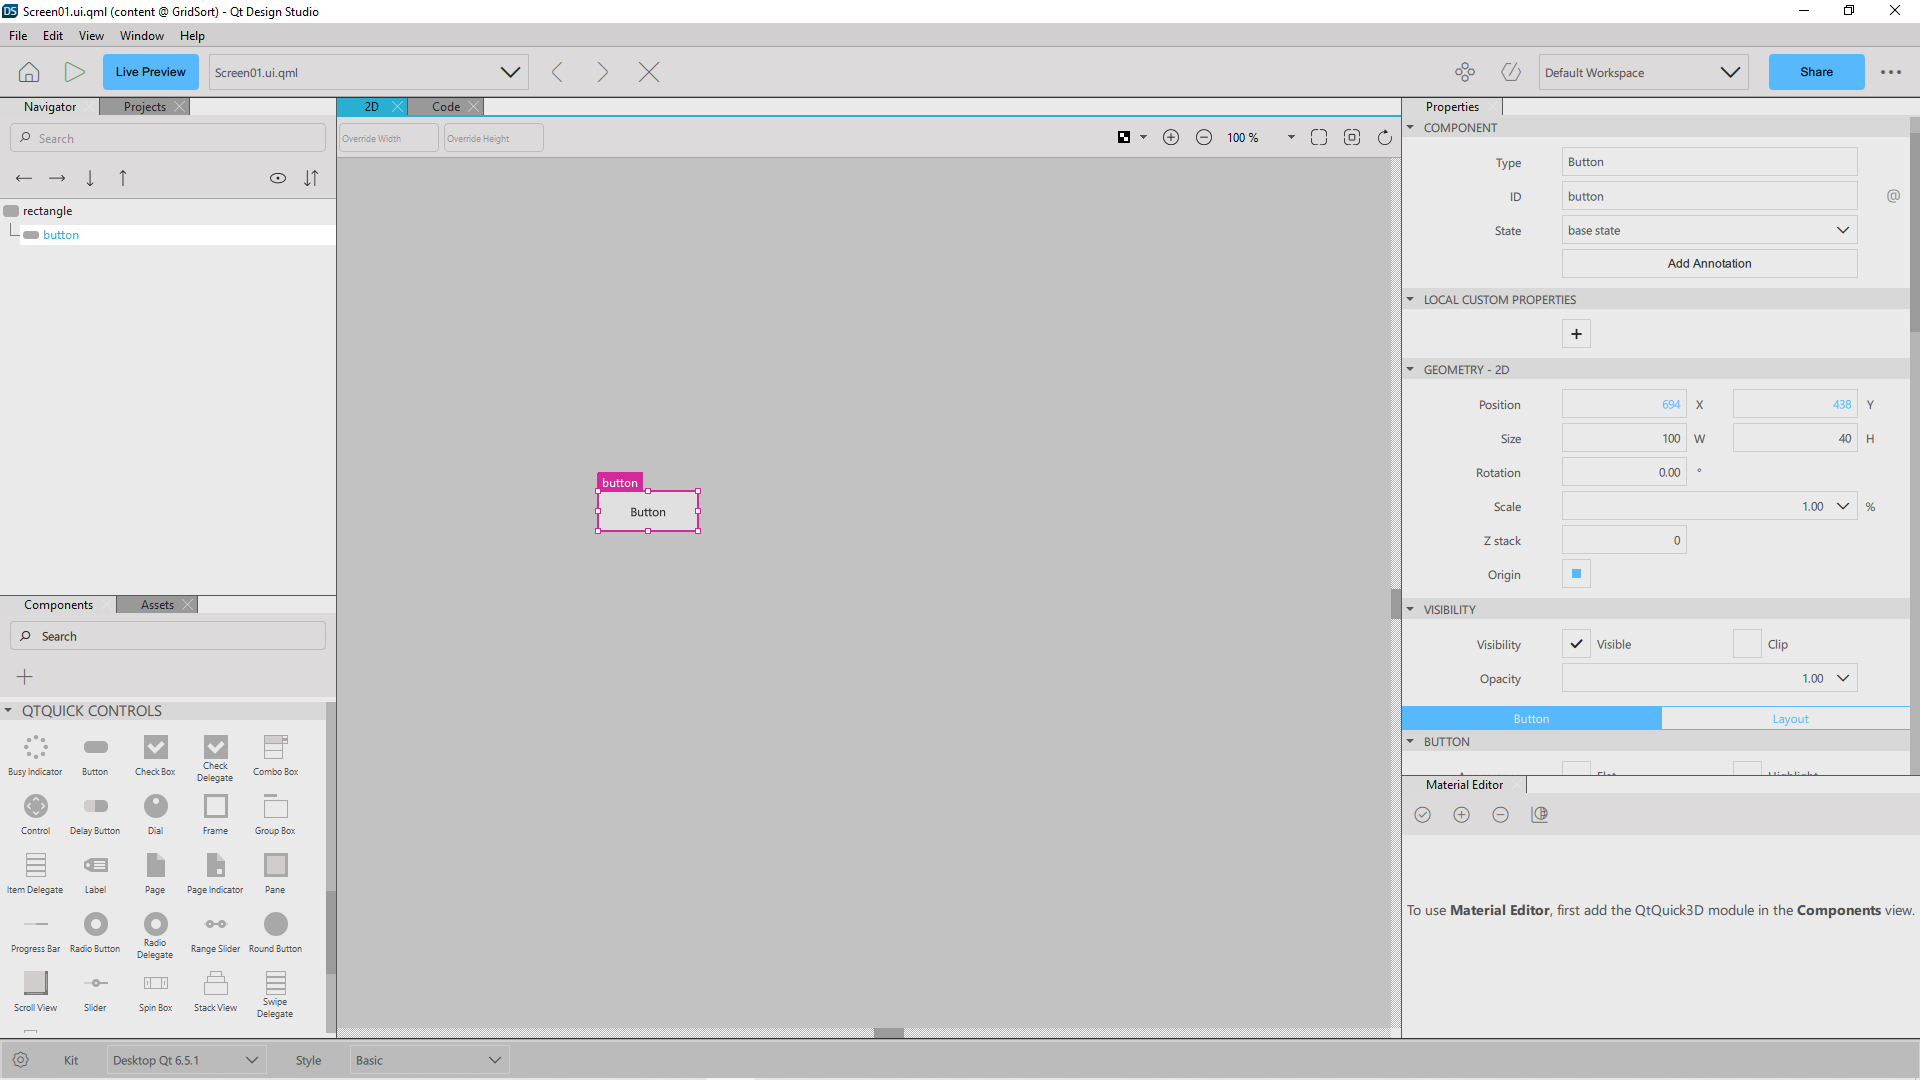 DS Screen01.ui.qml (content @ GridSort) - Qt Design Studio
File Edit View Window Help
Live Preview Screen01.ui.qml Default Workspace Share
Navigator Projects
Search
rectangle
button
2D Code
Override Width Override Height 100 %
button
Button
Components Assets
Search
QTQUICK CONTROLS
Busy Indicator Button Check Box Check Delegate Combo Box
Control Delay Button Dial Frame Group Box
Item Delegate Label Page Page Indicator Pane
Progress Bar Radio Button Radio Delegate Range Slider Round Button
Scroll View Slider Spin Box Stack View Swipe Delegate
Properties
COMPONENT
Type Button
ID button @
State base state
Add Annotation
LOCAL CUSTOM PROPERTIES
+
GEOMETRY - 2D
Position 694 X 438 Y
Size 100 W 40 H
Rotation 0.00 °
Scale 1.00 %
Z stack 0
Origin
VISIBILITY
Visibility Visible Clip
Opacity 1.00
Button Layout
BUTTON
Flat Highlight
Material Editor
To use Material Editor, first add the QtQuick3D module in the Components view.
Kit Desktop Qt 6.5.1 Style Basic